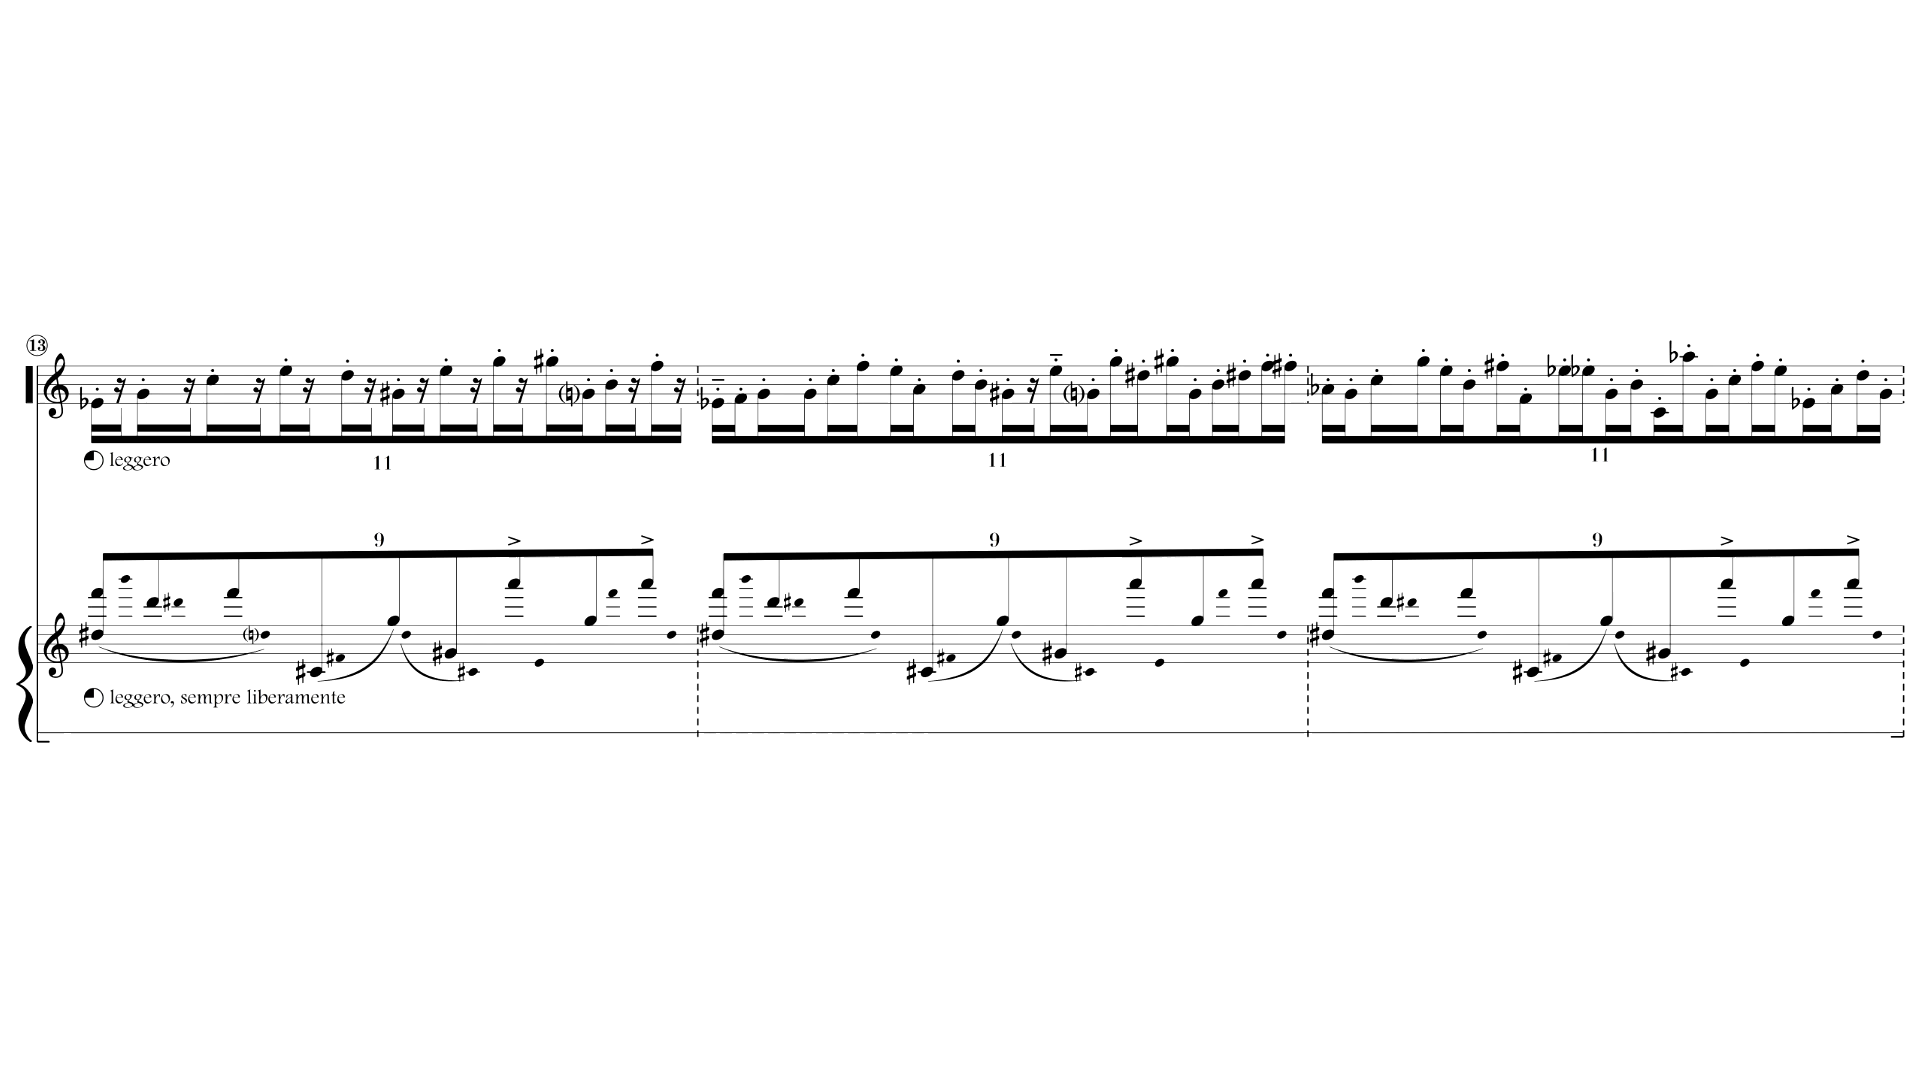 13
leggero
11 11 11
9 9 9
leggero, sempre liberamente